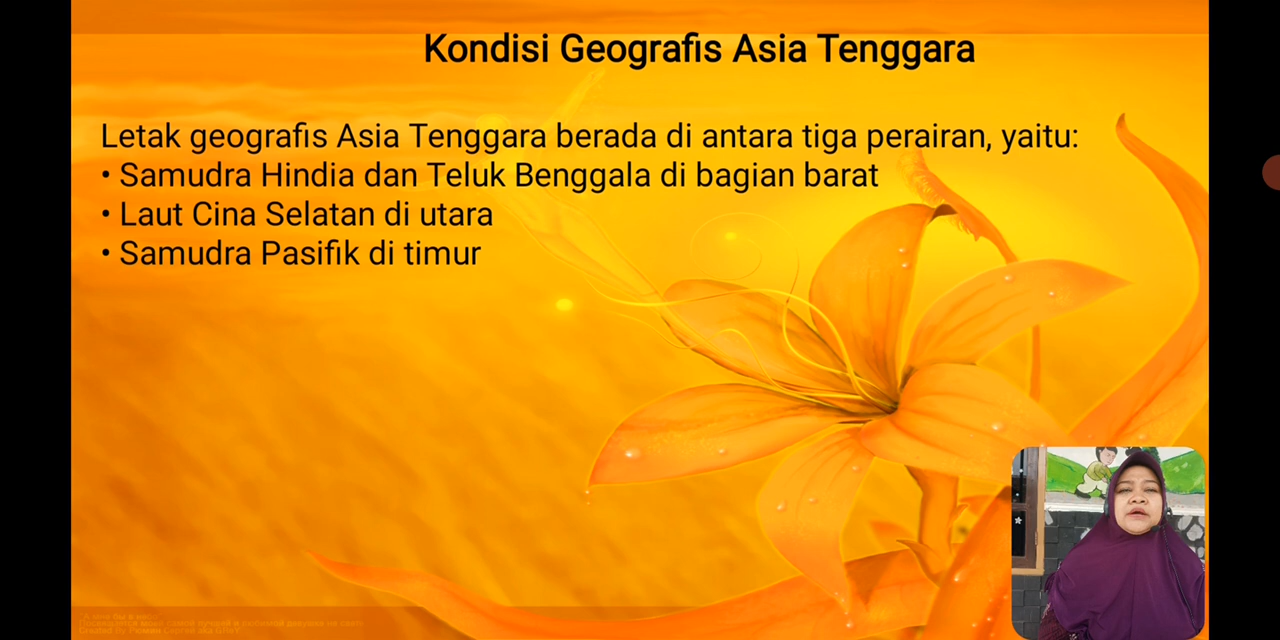 Kondisi Geografis Asia Tenggara
Letak geografis Asia Tenggara berada di antara tiga perairan, yaitu:
• Samudra Hindia dan Teluk Benggala di bagian barat
• Laut Cina Selatan di utara
• Samudra Pasifik di timur